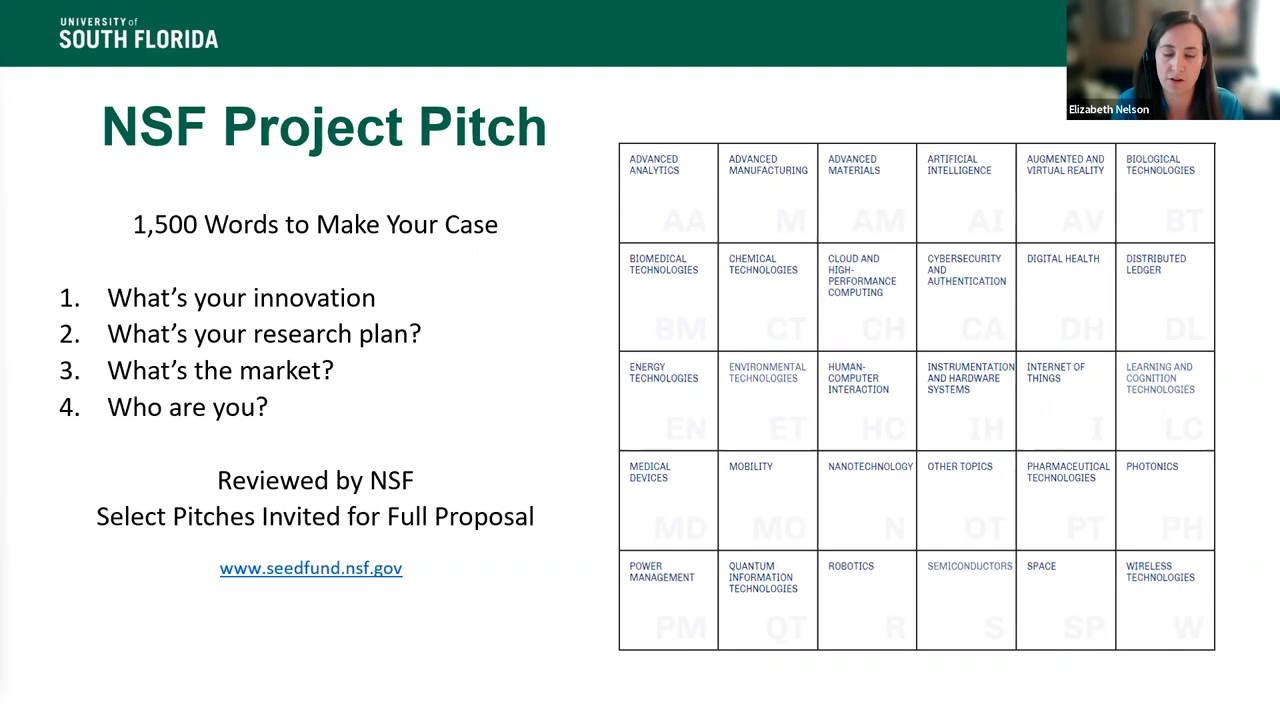 UNIVERSITY of
SOUTH FLORIDA
Elizabeth Nelson
NSF Project Pitch
1,500 Words to Make Your Case
1. What's your innovation
2. What's your research plan?
3. What's the market?
4. Who are you?
Reviewed by NSF
Select Pitches Invited for Full Proposal
www.seedfund.nsf.gov
ADVANCED
ANALYTICS
AA
ADVANCED
MANUFACTURING
M
ADVANCED
MATERIALS
AM
ARTIFICIAL
INTELLIGENCE
AI
AUGMENTED AND
VIRTUAL REALITY
AV
BIOLOGICAL
TECHNOLOGIES
BT
BIOMEDICAL
TECHNOLOGIES
BM
CHEMICAL
TECHNOLOGIES
CT
CLOUD AND
HIGH-
PERFORMANCE
COMPUTING
CH
CYBERSECURITY
AND
AUTHENTICATION
CA
DIGITAL HEALTH
DH
DISTRIBUTED
LEDGER
DL
ENERGY
TECHNOLOGIES
EN
ENVIRONMENTAL
TECHNOLOGIES
ET
HUMAN-
COMPUTER
INTERACTION
HC
INSTRUMENTATION
AND HARDWARE
SYSTEMS
IH
INTERNET OF
THINGS
I
LEARNING AND
COGNITION
TECHNOLOGIES
LC
MEDICAL
DEVICES
MD
MOBILITY
MO
NANOTECHNOLOGY
N
OTHER TOPICS
OT
PHARMACEUTICAL
TECHNOLOGIES
PT
PHOTONICS
PH
POWER
MANAGEMENT
PM
QUANTUM
INFORMATION
TECHNOLOGIES
QT
ROBOTICS
R
SEMICONDUCTORS
S
SPACE
SP
WIRELESS
TECHNOLOGIES
W